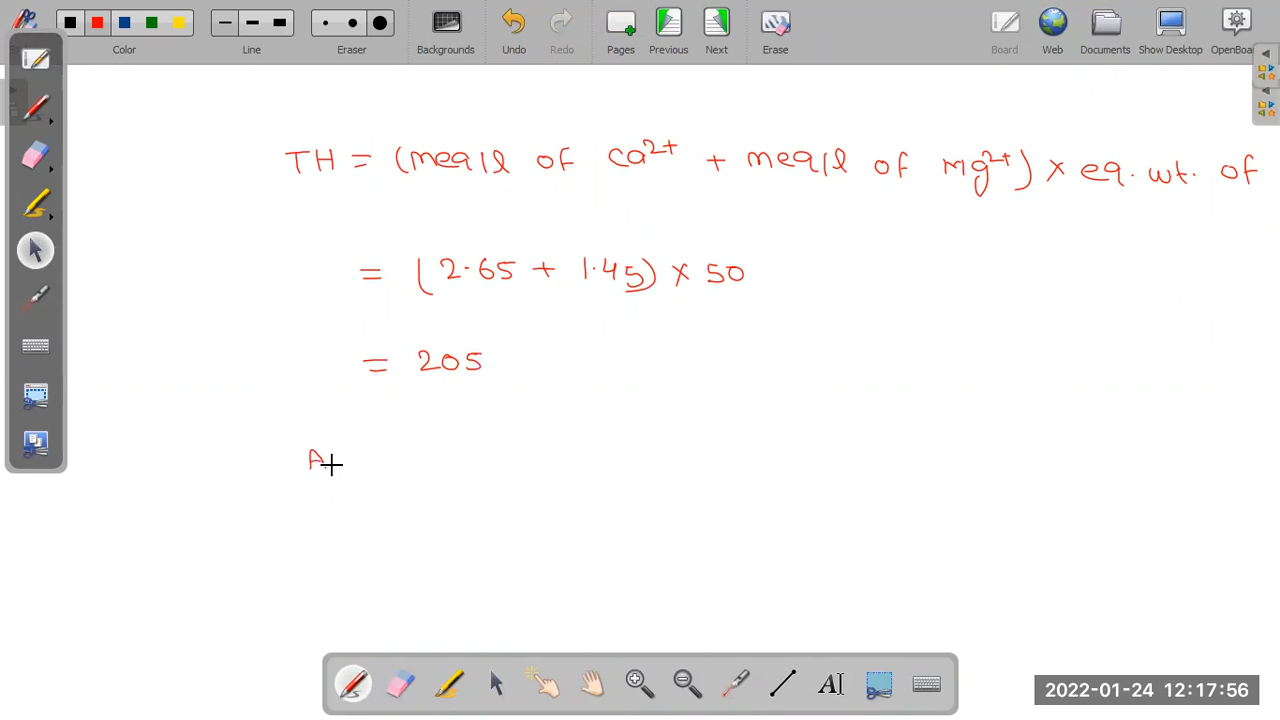 Color Line Eraser Backgrounds Undo Redo Pages Previous Next Erase Board Web Documents Show Desktop OpenBoard
TH = (meq/l of Ca²⁺ + meq/l of Mg²⁺) × eq. wt. of
= (2.65 + 1.45) × 50
= 205
A
2022-01-24 12:17:56